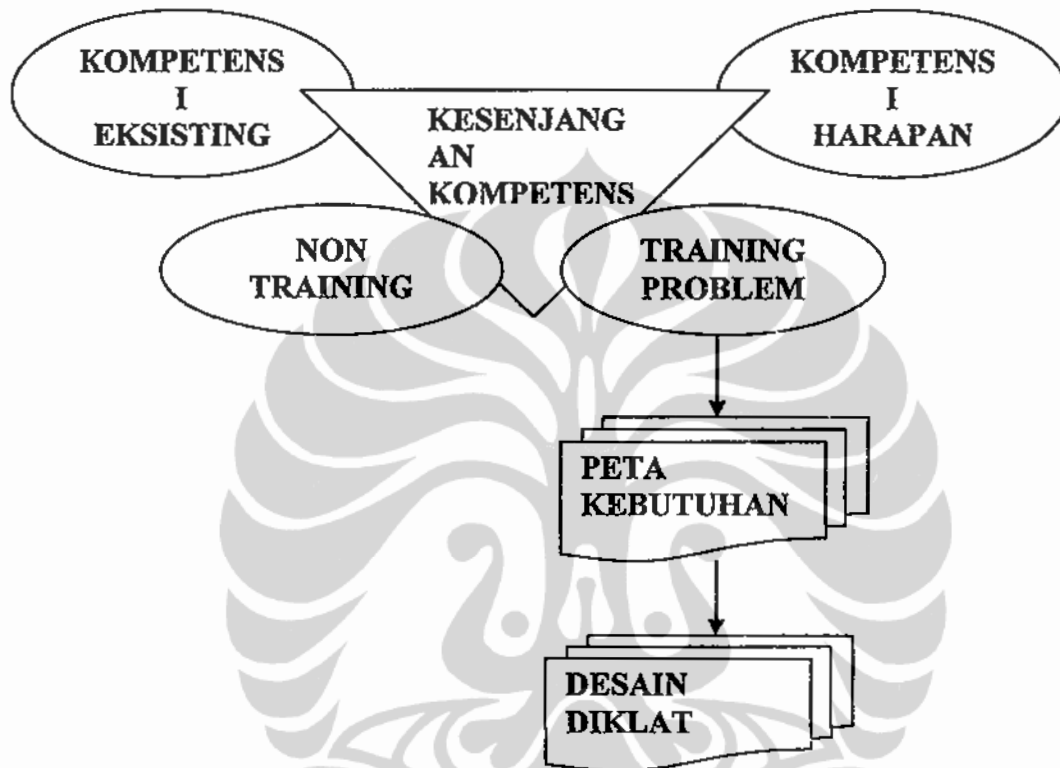 KOMPETENS
I
EKSISTING
KESENJANG
AN
KOMPETENS
KOMPETENS
I
HARAPAN
NON
TRAINING
TRAINING
PROBLEM
PETA
KEBUTUHAN
DESAIN
DIKLAT